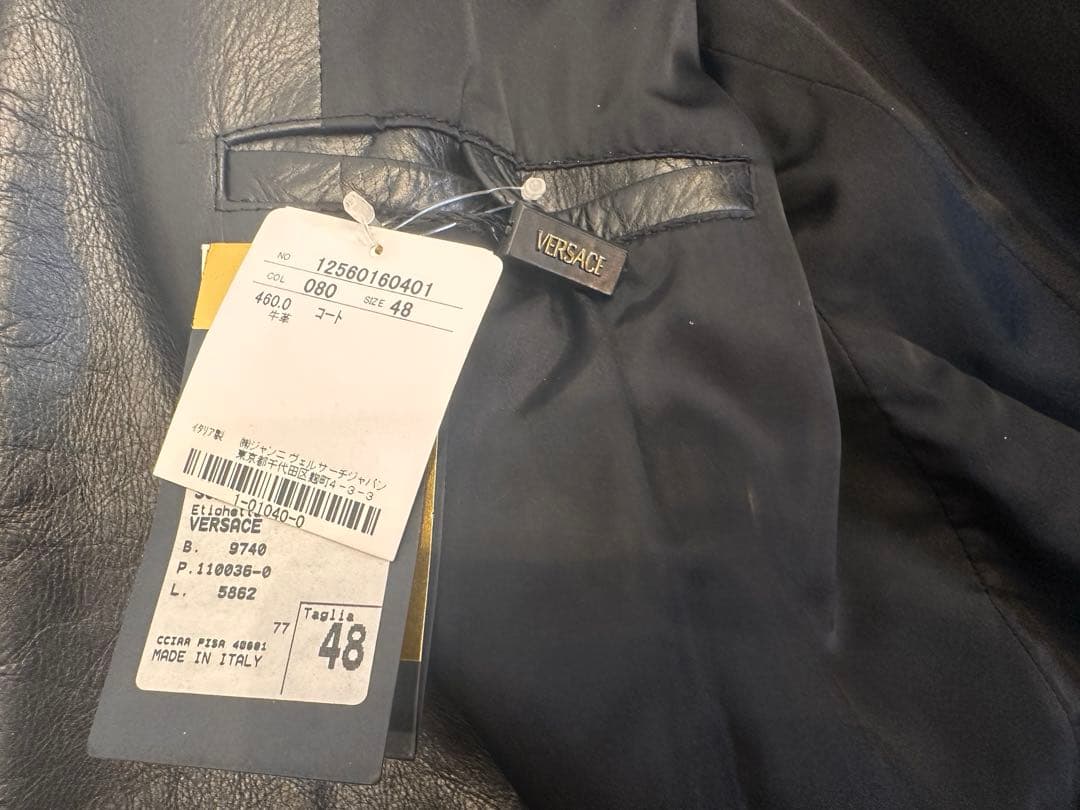 NO 12560160401
COL 080 SIZE 48
460.0 コート
牛革
イタリア製 ㈱ジャンニ ヴェルサーチジャパン
東京都千代田区麹町4-3-3
1-01040-0
VERSACE
VERSACE
B. 9740
P.110036-0
L. 5862
77
Taglia
48
CCIAA PISA
MADE IN ITALY